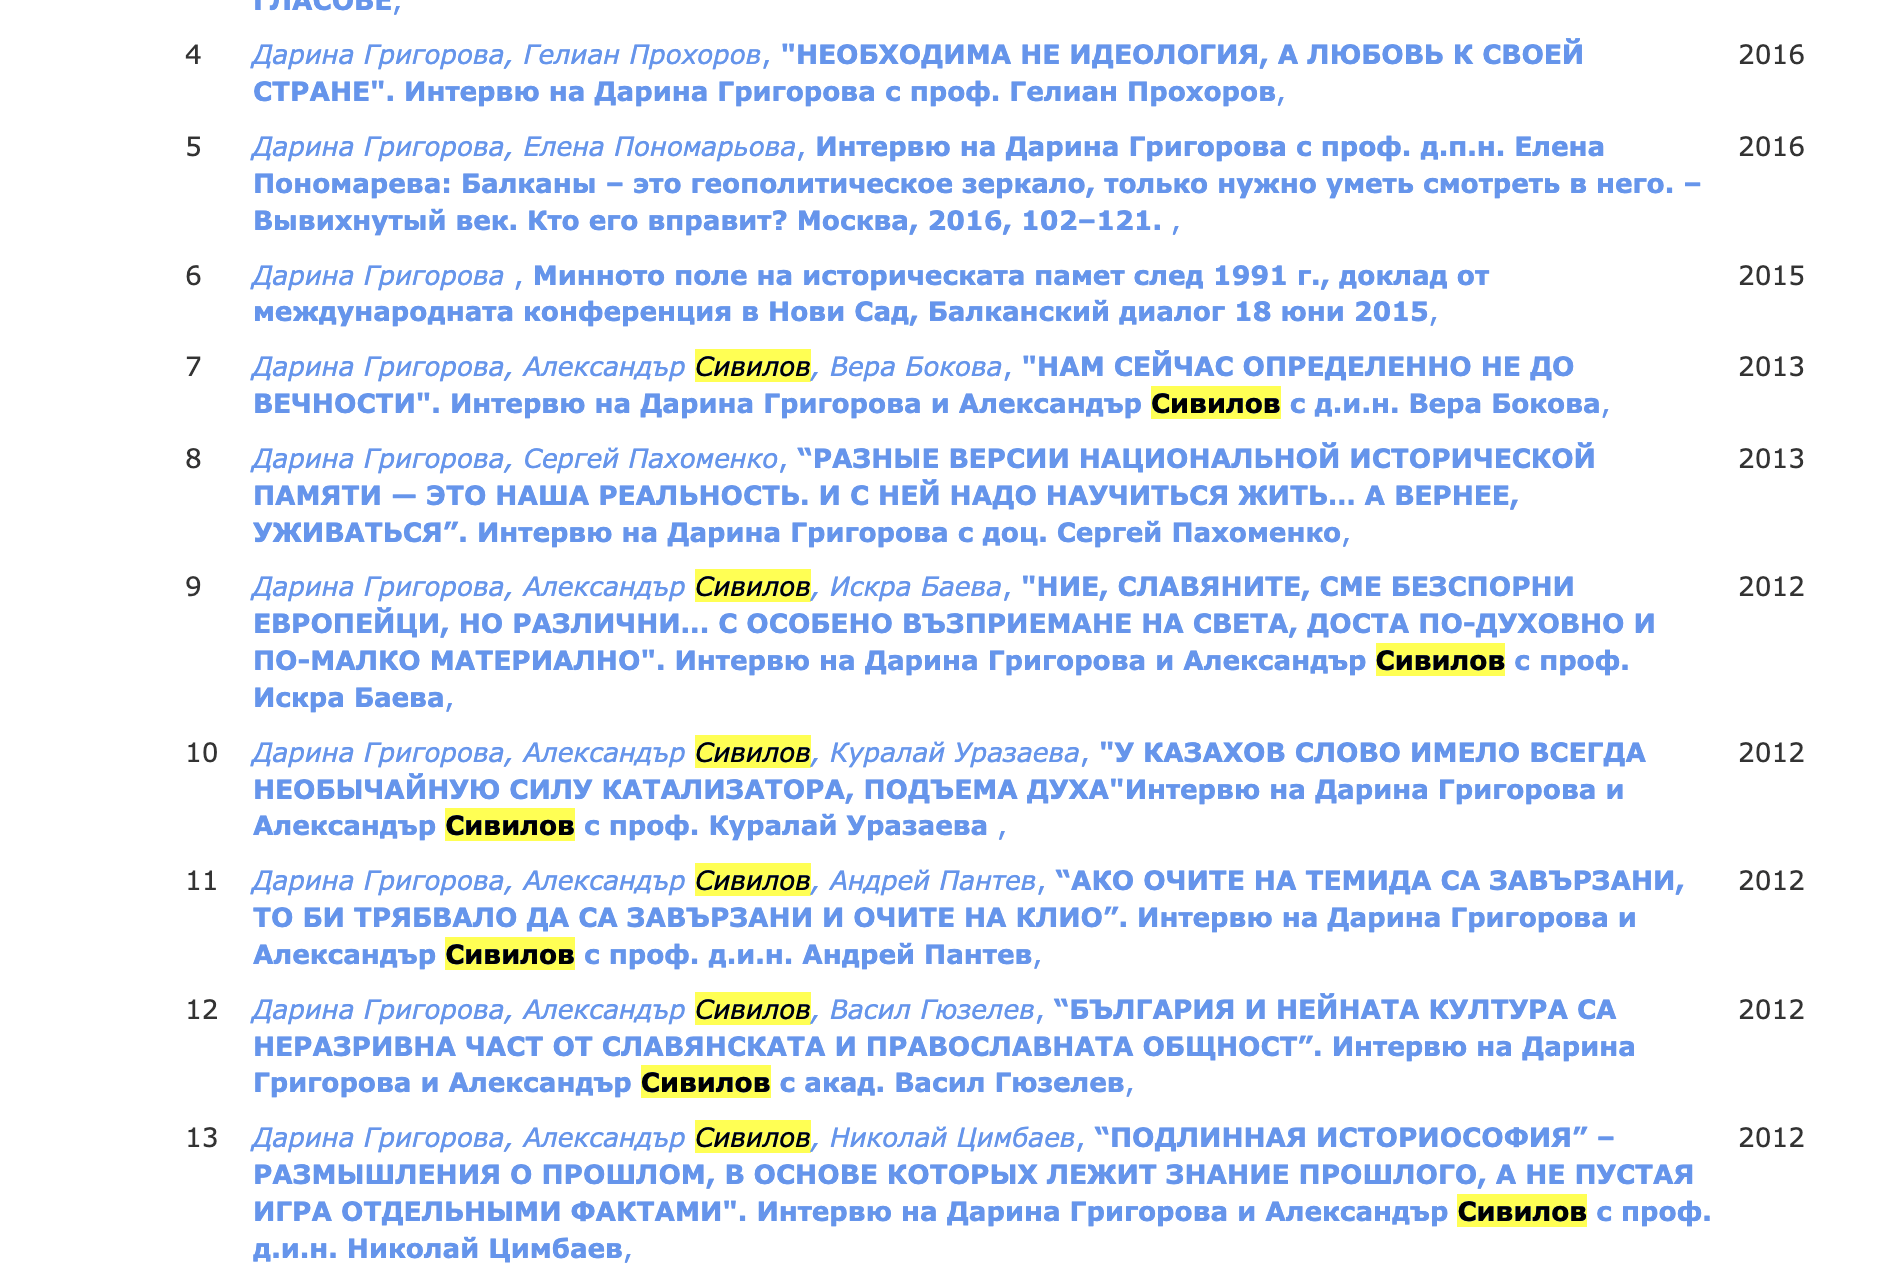 ГЛАСОВЕ,
4 Дарина Григорова, Гелиан Прохоров, "НЕОБХОДИМА НЕ ИДЕОЛОГИЯ, А ЛЮБОВЬ К СВОЕЙ 2016
СТРАНЕ". Интервю на Дарина Григорова с проф. Гелиан Прохоров,
5 Дарина Григорова, Елена Пономарьова, Интервю на Дарина Григорова с проф. д.п.н. Елена 2016
Пономарева: Балканы – это геополитическое зеркало, только нужно уметь смотреть в него. –
Вывихнутый век. Кто его вправит? Москва, 2016, 102–121. ,
6 Дарина Григорова , Минното поле на историческата памет след 1991 г., доклад от 2015
международната конференция в Нови Сад, Балканский диалог 18 юни 2015,
7 Дарина Григорова, Александър Сивилов, Вера Бокова, "НАМ СЕЙЧАС ОПРЕДЕЛЕННО НЕ ДО 2013
ВЕЧНОСТИ". Интервю на Дарина Григорова и Александър Сивилов с д.и.н. Вера Бокова,
8 Дарина Григорова, Сергей Пахоменко, “РАЗНЫЕ ВЕРСИИ НАЦИОНАЛЬНОЙ ИСТОРИЧЕСКОЙ 2013
ПАМЯТИ — ЭТО НАША РЕАЛЬНОСТЬ. И С НЕЙ НАДО НАУЧИТЬСЯ ЖИТЬ… А ВЕРНЕЕ,
УЖИВАТЬСЯ”. Интервю на Дарина Григорова с доц. Сергей Пахоменко,
9 Дарина Григорова, Александър Сивилов, Искра Баева, "НИЕ, СЛАВЯНИТЕ, СМЕ БЕЗСПОРНИ 2012
ЕВРОПЕЙЦИ, НО РАЗЛИЧНИ… С ОСОБЕНО ВЪЗПРИЕМАНЕ НА СВЕТА, ДОСТА ПО-ДУХОВНО И
ПО-МАЛКО МАТЕРИАЛНО". Интервю на Дарина Григорова и Александър Сивилов с проф.
Искра Баева,
10 Дарина Григорова, Александър Сивилов, Куралай Уразаева, "У КАЗАХОВ СЛОВО ИМЕЛО ВСЕГДА 2012
НЕОБЫЧАЙНУЮ СИЛУ КАТАЛИЗАТОРА, ПОДЪЕМА ДУХА"Интервю на Дарина Григорова и
Александър Сивилов с проф. Куралай Уразаева ,
11 Дарина Григорова, Александър Сивилов, Андрей Пантев, “АКО ОЧИТЕ НА ТЕМИДА СА ЗАВЪРЗАНИ, 2012
ТО БИ ТРЯБВАЛО ДА СА ЗАВЪРЗАНИ И ОЧИТЕ НА КЛИО”. Интервю на Дарина Григорова и
Александър Сивилов с проф. д.и.н. Андрей Пантев,
12 Дарина Григорова, Александър Сивилов, Васил Гюзелев, “БЪЛГАРИЯ И НЕЙНАТА КУЛТУРА СА 2012
НЕРАЗРИВНА ЧАСТ ОТ СЛАВЯНСКАТА И ПРАВОСЛАВНАТА ОБЩНОСТ”. Интервю на Дарина
Григорова и Александър Сивилов с акад. Васил Гюзелев,
13 Дарина Григорова, Александър Сивилов, Николай Цимбаев, “ПОДЛИННАЯ ИСТОРИОСОФИЯ” – 2012
РАЗМЫШЛЕНИЯ О ПРОШЛОМ, В ОСНОВЕ КОТОРЫХ ЛЕЖИТ ЗНАНИЕ ПРОШЛОГО, А НЕ ПУСТАЯ
ИГРА ОТДЕЛЬНЫМИ ФАКТАМИ". Интервю на Дарина Григорова и Александър Сивилов с проф.
д.и.н. Николай Цимбаев,